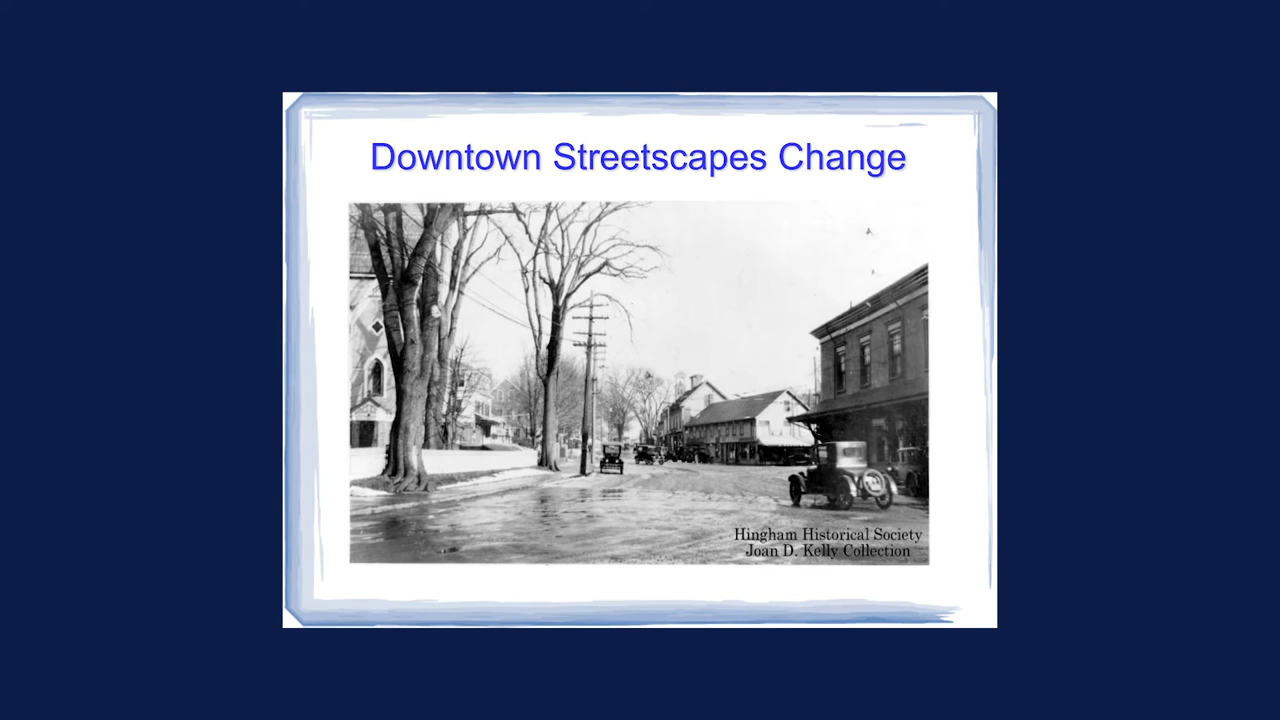 Downtown Streetscapes Change
Hingham Historical Society
Joan D. Kelly Collection